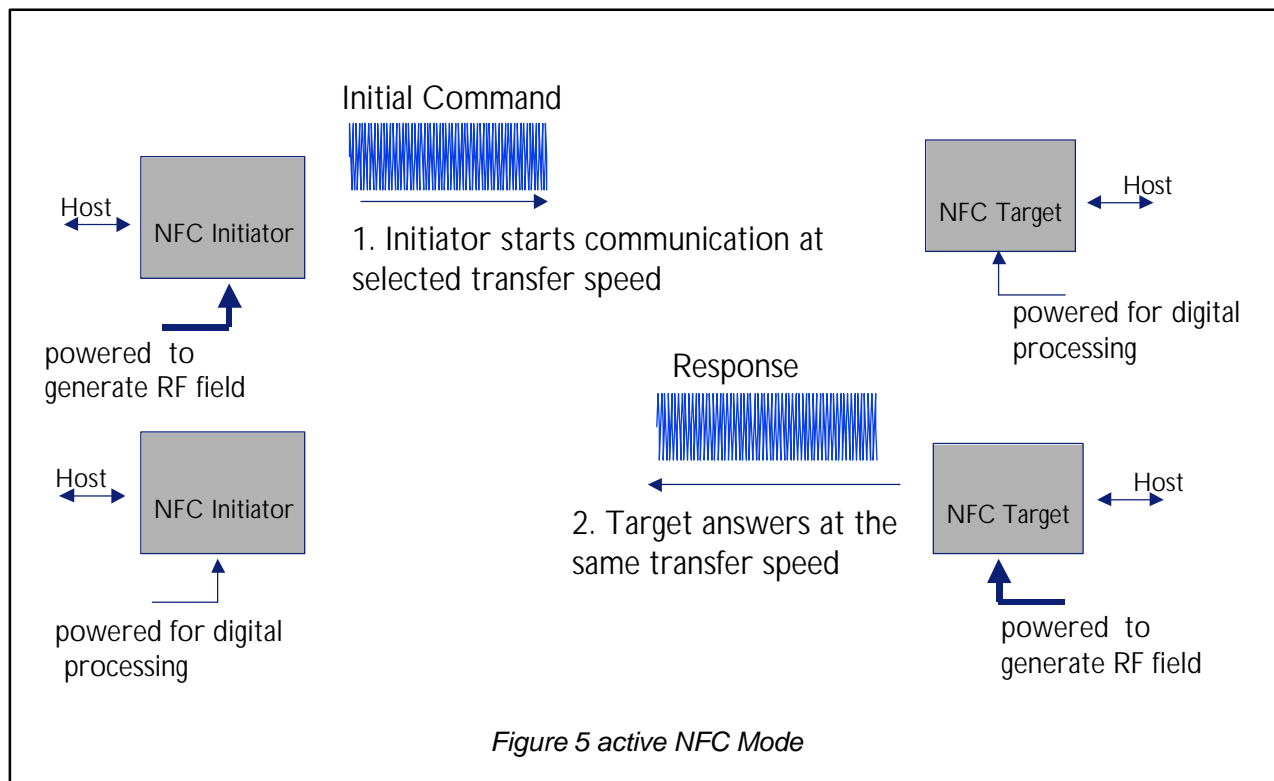 Initial Command
Host
NFC Initiator
1. Initiator starts communication at
selected transfer speed
powered to
generate RF field
NFC Target
Host
powered for digital
processing
Response
Host
NFC Initiator
2. Target answers at the
same transfer speed
powered for digital
processing
NFC Target
Host
powered to
generate RF field
Figure 5 active NFC Mode